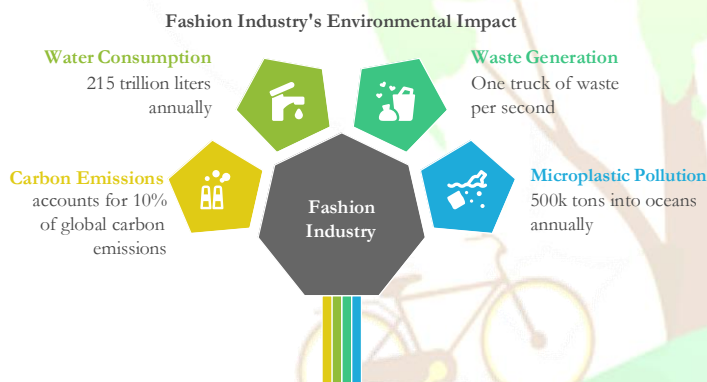 Fashion Industry's Environmental Impact
Water Consumption
215 trillion liters
annually
Waste Generation
One truck of waste
per second
Carbon Emissions
accounts for 10%
of global carbon
emissions
Fashion
Industry
Microplastic Pollution
500k tons into oceans
annually